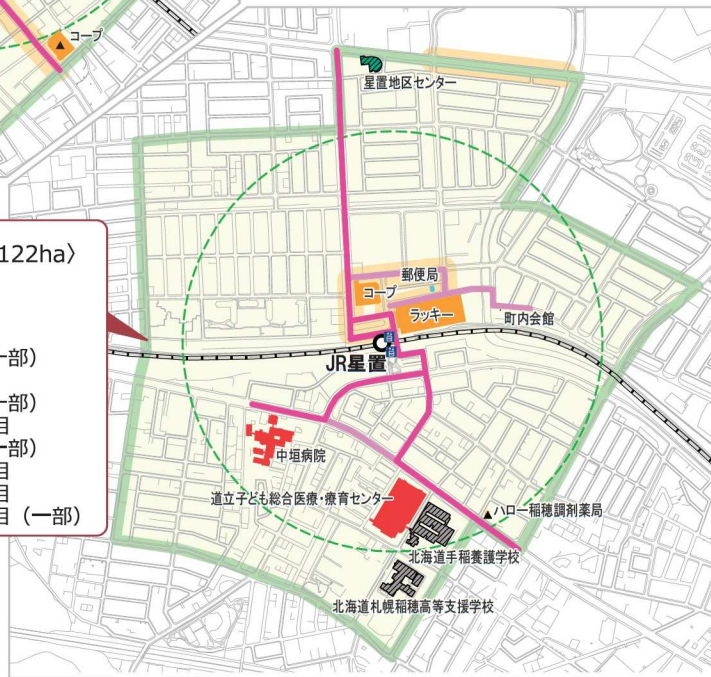 コープ
星置地区センター
122ha〉
一部）
一部）
目
一部）
目
目
目（一部）
郵便局
コープ
ラッキー
町内会館
JR星置
中垣病院
道立子ども総合医療・療育センター
ハロー稲穂調剤薬局
北海道手稲養護学校
北海道札幌稲穂高等支援学校